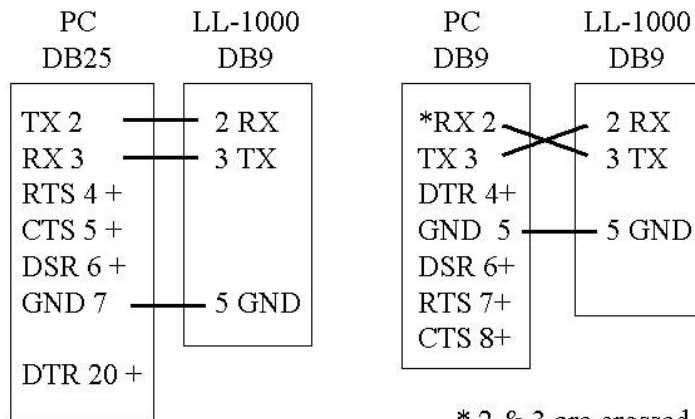 PC
DB25
LL-1000
DB9
TX 2
RX 3
RTS 4 +
CTS 5 +
DSR 6 +
GND 7
DTR 20 +
2 RX
3 TX
5 GND
PC
DB9
LL-1000
DB9
*RX 2
TX 3
DTR 4+
GND 5
DSR 6+
RTS 7+
CTS 8+
2 RX
3 TX
5 GND
* 2 & 3 are crossed